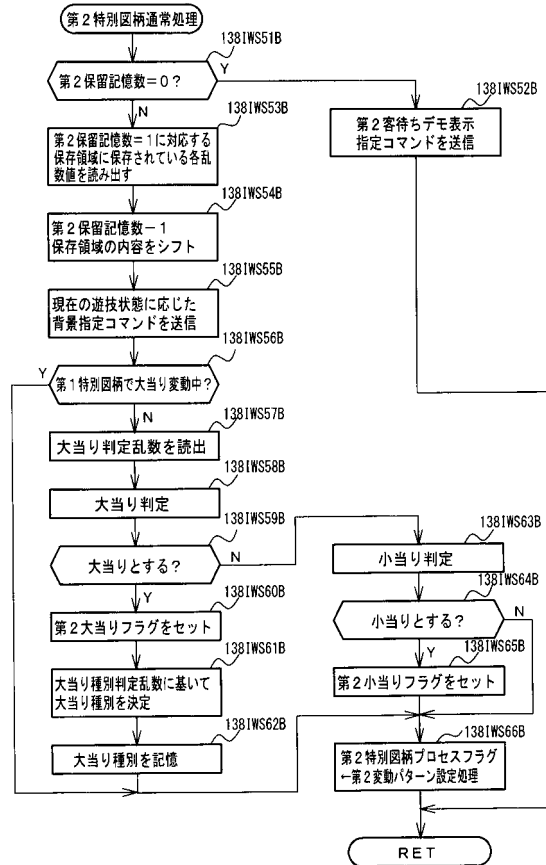 第2特別図柄通常処理
138IWS51B
第2保留記憶数=0?
Y
N
138IWS52B
第2客待ちデモ表示
指定コマンドを送信
138IWS53B
第2保留記憶数=1に対応する
保存領域に保存されている各乱
数値を読み出す
138IWS54B
第2保留記憶数-1
保存領域の内容をシフト
138IWS55B
現在の遊技状態に応じた
背景指定コマンドを送信
138IWS56B
Y
第1特別図柄で大当り変動中?
N
138IWS57B
大当り判定乱数を読出
138IWS58B
大当り判定
138IWS59B
大当りとする?
N
Y
138IWS60B
第2大当りフラグをセット
138IWS61B
大当り種別判定乱数に基いて
大当り種別を決定
138IWS62B
大当り種別を記憶
138IWS63B
小当り判定
138IWS64B
小当りとする?
N
Y
138IWS65B
第2小当りフラグをセット
138IWS66B
第2特別図柄プロセスフラグ
←第2変動パターン設定処理
RET